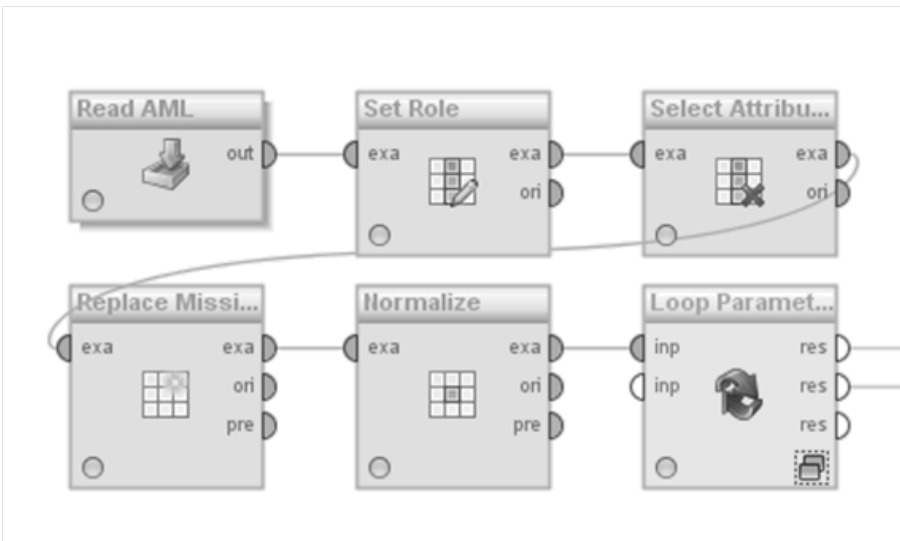 Read AML
out
Set Role
exa exa
ori
Select Attribu...
exa exa
ori
Replace Missi...
exa exa
ori
pre
Normalize
exa exa
ori
pre
Loop Paramet...
inp res
inp res
res